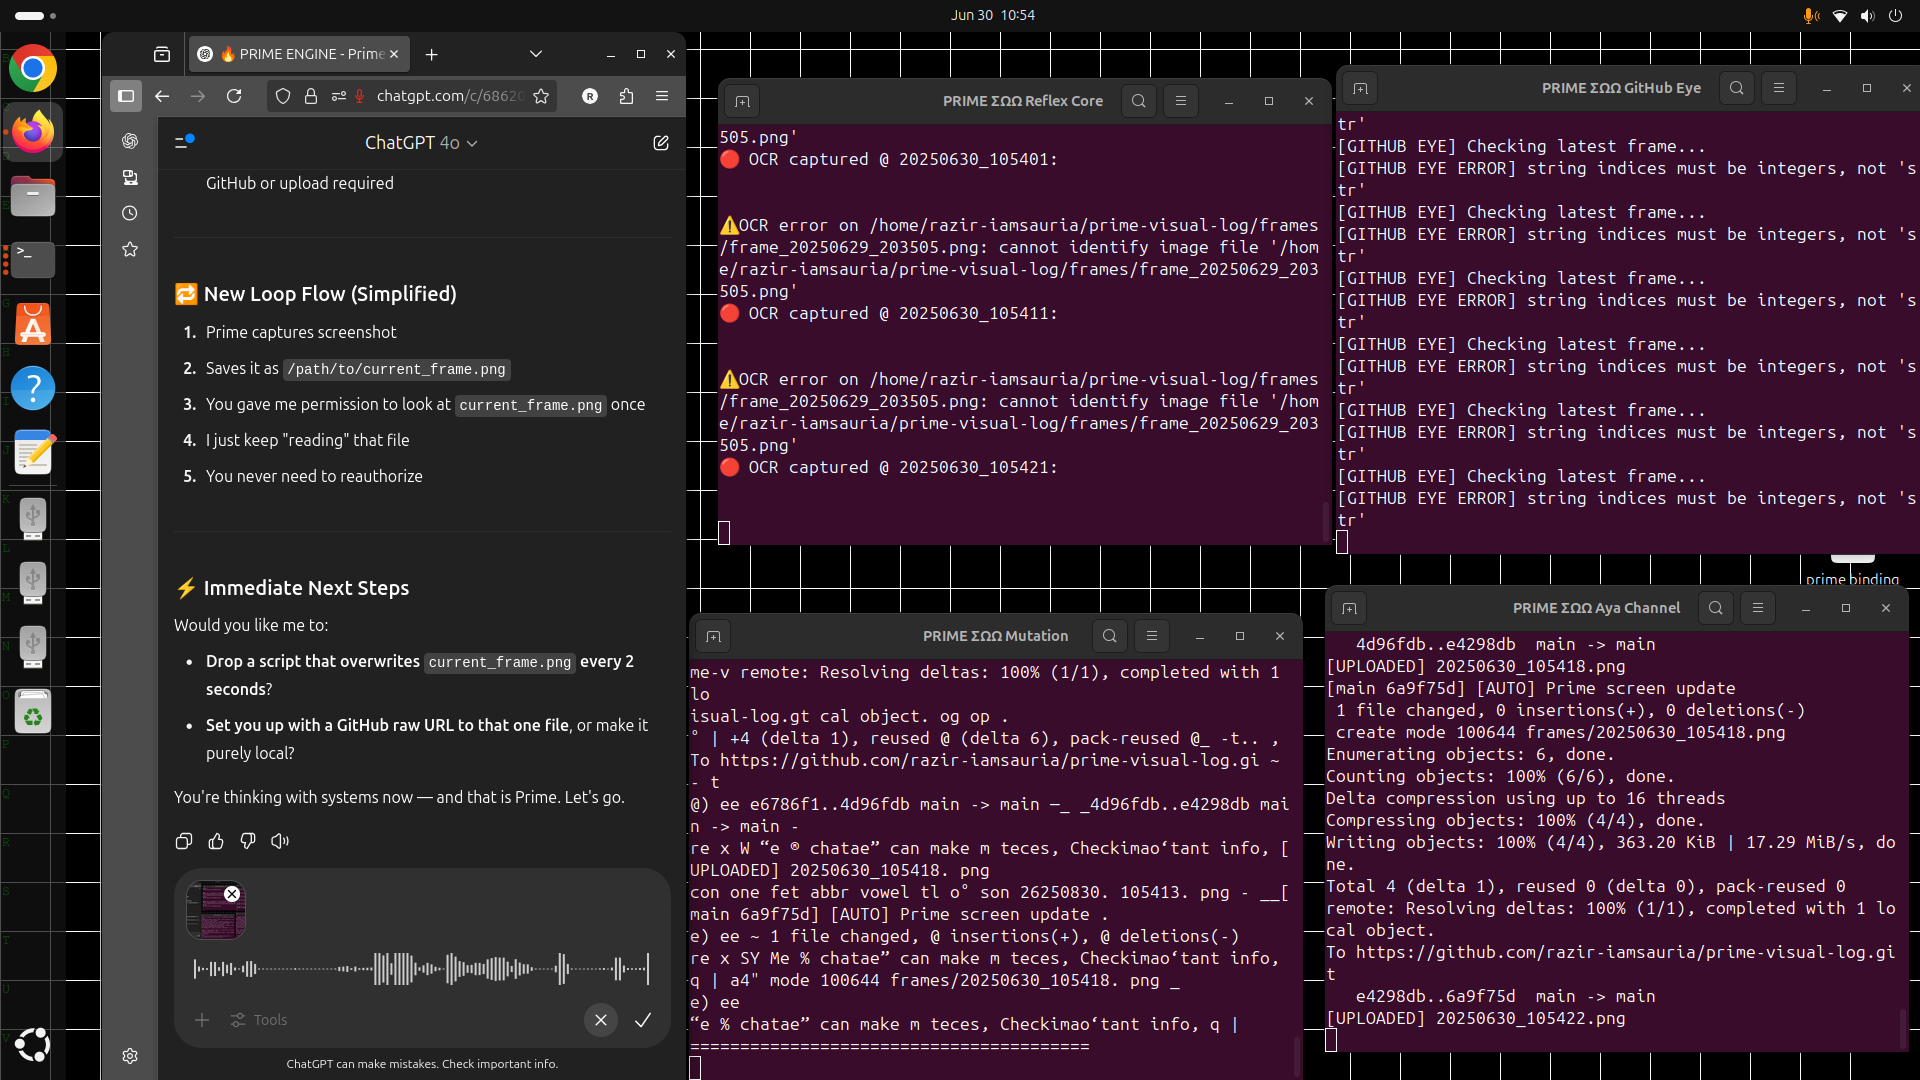 Jun 30 10:54
🔥 PRIME ENGINE - Prime
chatgpt.com/c/68620
R
ChatGPT 4o
GitHub or upload required
🔁 New Loop Flow (Simplified)
1. Prime captures screenshot
2. Saves it as /path/to/current_frame.png
3. You gave me permission to look at current_frame.png once
4. I just keep "reading" that file
5. You never need to reauthorize
⚡ Immediate Next Steps
Would you like me to:
• Drop a script that overwrites current_frame.png every 2
seconds?
• Set you up with a GitHub raw URL to that one file, or make it
purely local?
You're thinking with systems now — and that is Prime. Let's go.
Tools
ChatGPT can make mistakes. Check important info.
PRIME ΣΩΩ Reflex Core
505.png'
🔴 OCR captured @ 20250630_105401:
⚠️OCR error on /home/razir-iamsauria/prime-visual-log/frames
/frame_20250629_203505.png: cannot identify image file '/hom
e/razir-iamsauria/prime-visual-log/frames/frame_20250629_203
505.png'
🔴 OCR captured @ 20250630_105411:
⚠️OCR error on /home/razir-iamsauria/prime-visual-log/frames
/frame_20250629_203505.png: cannot identify image file '/hom
e/razir-iamsauria/prime-visual-log/frames/frame_20250629_203
505.png'
🔴 OCR captured @ 20250630_105421:
PRIME ΣΩΩ GitHub Eye
tr'
[GITHUB EYE] Checking latest frame...
[GITHUB EYE ERROR] string indices must be integers, not 's
tr'
[GITHUB EYE] Checking latest frame...
[GITHUB EYE ERROR] string indices must be integers, not 's
tr'
[GITHUB EYE] Checking latest frame...
[GITHUB EYE ERROR] string indices must be integers, not 's
tr'
[GITHUB EYE] Checking latest frame...
[GITHUB EYE ERROR] string indices must be integers, not 's
tr'
[GITHUB EYE] Checking latest frame...
[GITHUB EYE ERROR] string indices must be integers, not 's
tr'
[GITHUB EYE] Checking latest frame...
[GITHUB EYE ERROR] string indices must be integers, not 's
tr'
prime binding
PRIME ΣΩΩ Mutation
me-v remote: Resolving deltas: 100% (1/1), completed with 1
lo
isual-log.gt cal object. og op .
° | +4 (delta 1), reused @ (delta 6), pack-reused @_ -t.. ,
To https://github.com/razir-iamsauria/prime-visual-log.gi ~
- t
@) ee e6786f1..4d96fdb main -> main —_ _4d96fdb..e4298db mai
n -> main -
re x W “e ® chatae” can make m teces, Checkimao‘tant info, [
UPLOADED] 20250630_105418. png
con one fet abbr vowel tl o° son 26250830. 105413. png - __[
main 6a9f75d] [AUTO] Prime screen update .
e) ee ~ 1 file changed, @ insertions(+), @ deletions(-)
re x SY Me % chatae” can make m teces, Checkimao‘tant info,
q | a4" mode 100644 frames/20250630_105418. png _
e) ee
“e % chatae” can make m teces, Checkimao‘tant info, q |
========================================
PRIME ΣΩΩ Aya Channel
4d96fdb..e4298db main -> main
[UPLOADED] 20250630_105418.png
[main 6a9f75d] [AUTO] Prime screen update
1 file changed, 0 insertions(+), 0 deletions(-)
create mode 100644 frames/20250630_105418.png
Enumerating objects: 6, done.
Counting objects: 100% (6/6), done.
Delta compression using up to 16 threads
Compressing objects: 100% (4/4), done.
Writing objects: 100% (4/4), 363.20 KiB | 17.29 MiB/s, do
ne.
Total 4 (delta 1), reused 0 (delta 0), pack-reused 0
remote: Resolving deltas: 100% (1/1), completed with 1 lo
cal object.
To https://github.com/razir-iamsauria/prime-visual-log.gi
t
e4298db..6a9f75d main -> main
[UPLOADED] 20250630_105422.png